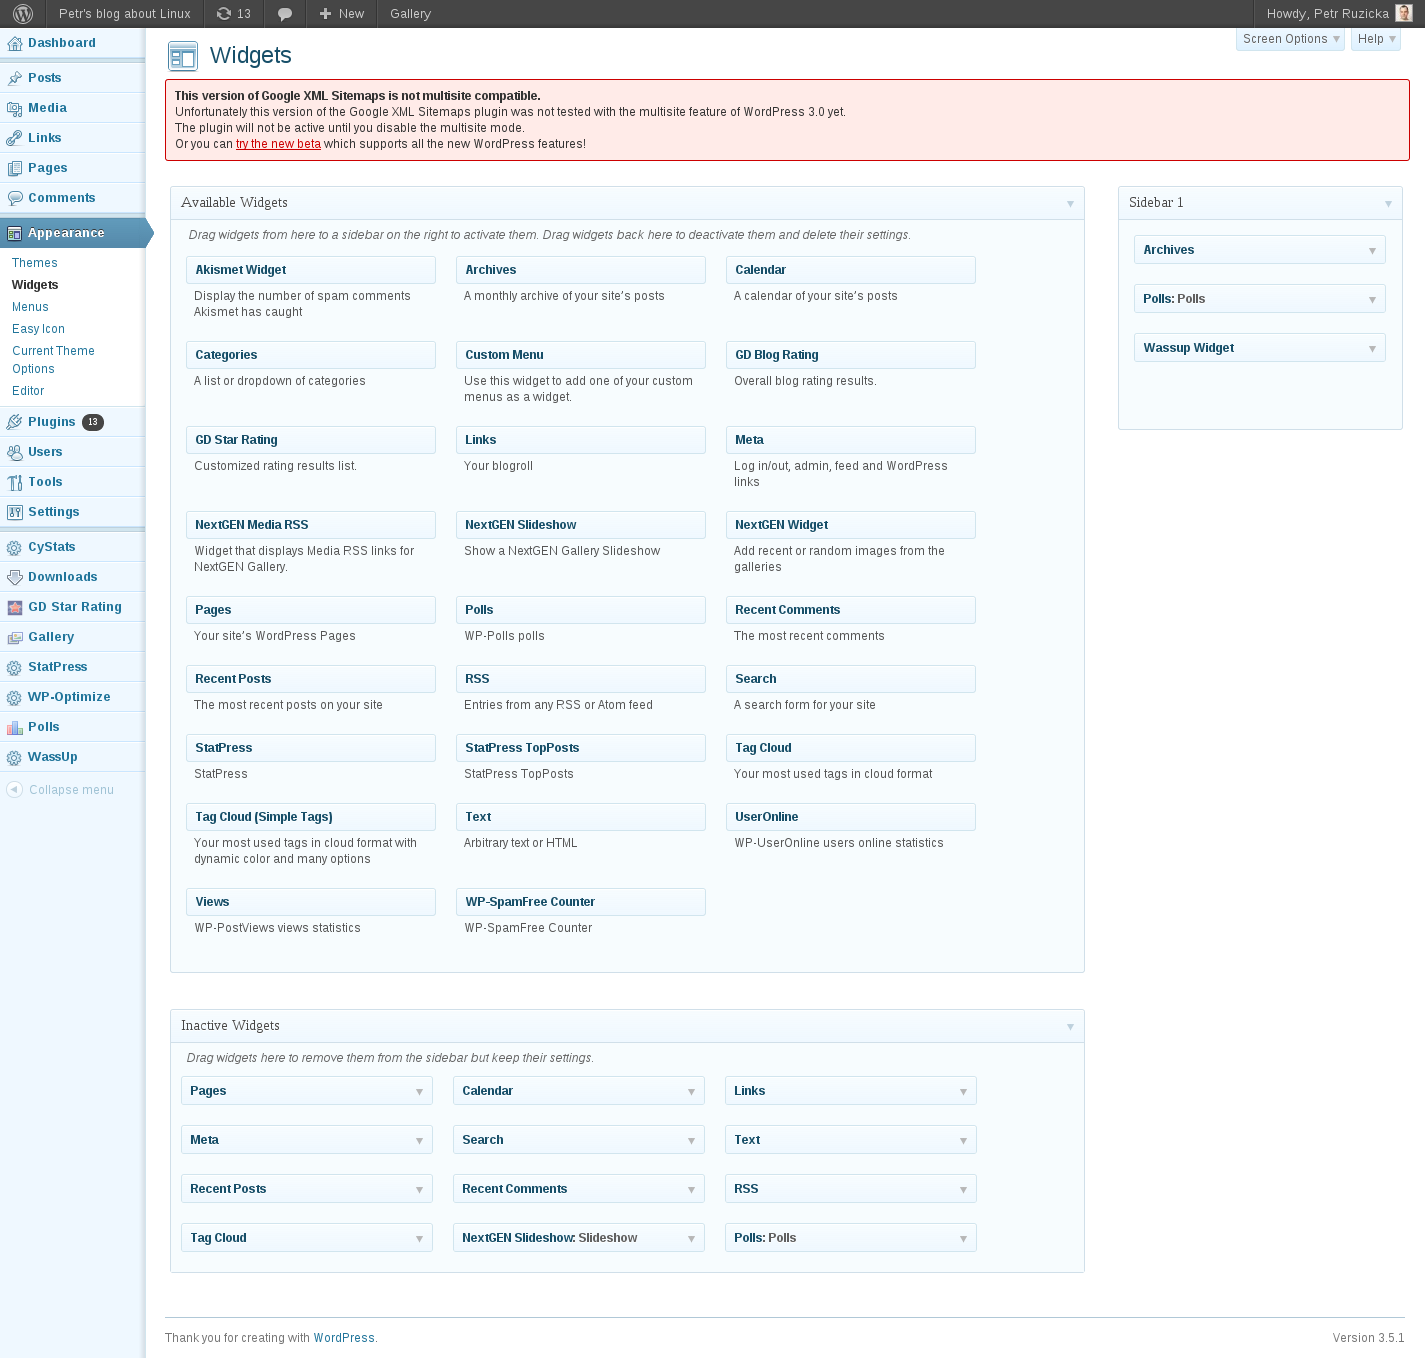 Petr's blog about Linux
13
New
Gallery
Howdy, Petr Ruzicka
Dashboard
Posts
Media
Links
Pages
Comments
Appearance
Themes
Widgets
Menus
Easy Icon
Current Theme
Options
Editor
Plugins 13
Users
Tools
Settings
CyStats
Downloads
GD Star Rating
Gallery
StatPress
WP-Optimize
Polls
WassUp
Collapse menu
Screen Options
Help
Widgets
This version of Google XML Sitemaps is not multisite compatible.
Unfortunately this version of the Google XML Sitemaps plugin was not tested with the multisite feature of WordPress 3.0 yet.
The plugin will not be active until you disable the multisite mode.
Or you can try the new beta which supports all the new WordPress features!
Available Widgets
Drag widgets from here to a sidebar on the right to activate them. Drag widgets back here to deactivate them and delete their settings.
Akismet Widget
Display the number of spam comments
Akismet has caught
Archives
A monthly archive of your site's posts
Calendar
A calendar of your site's posts
Categories
A list or dropdown of categories
Custom Menu
Use this widget to add one of your custom
menus as a widget.
GD Blog Rating
Overall blog rating results.
GD Star Rating
Customized rating results list.
Links
Your blogroll
Meta
Log in/out, admin, feed and WordPress
links
NextGEN Media RSS
Widget that displays Media RSS links for
NextGEN Gallery.
NextGEN Slideshow
Show a NextGEN Gallery Slideshow
NextGEN Widget
Add recent or random images from the
galleries
Pages
Your site's WordPress Pages
Polls
WP-Polls polls
Recent Comments
The most recent comments
Recent Posts
The most recent posts on your site
RSS
Entries from any RSS or Atom feed
Search
A search form for your site
StatPress
StatPress
StatPress TopPosts
StatPress TopPosts
Tag Cloud
Your most used tags in cloud format
Tag Cloud (Simple Tags)
Your most used tags in cloud format with
dynamic color and many options
Text
Arbitrary text or HTML
UserOnline
WP-UserOnline users online statistics
Views
WP-PostViews views statistics
WP-SpamFree Counter
WP-SpamFree Counter
Sidebar 1
Archives
Polls: Polls
Wassup Widget
Inactive Widgets
Drag widgets here to remove them from the sidebar but keep their settings.
Pages
Calendar
Links
Meta
Search
Text
Recent Posts
Recent Comments
RSS
Tag Cloud
NextGEN Slideshow: Slideshow
Polls: Polls
Thank you for creating with WordPress.
Version 3.5.1